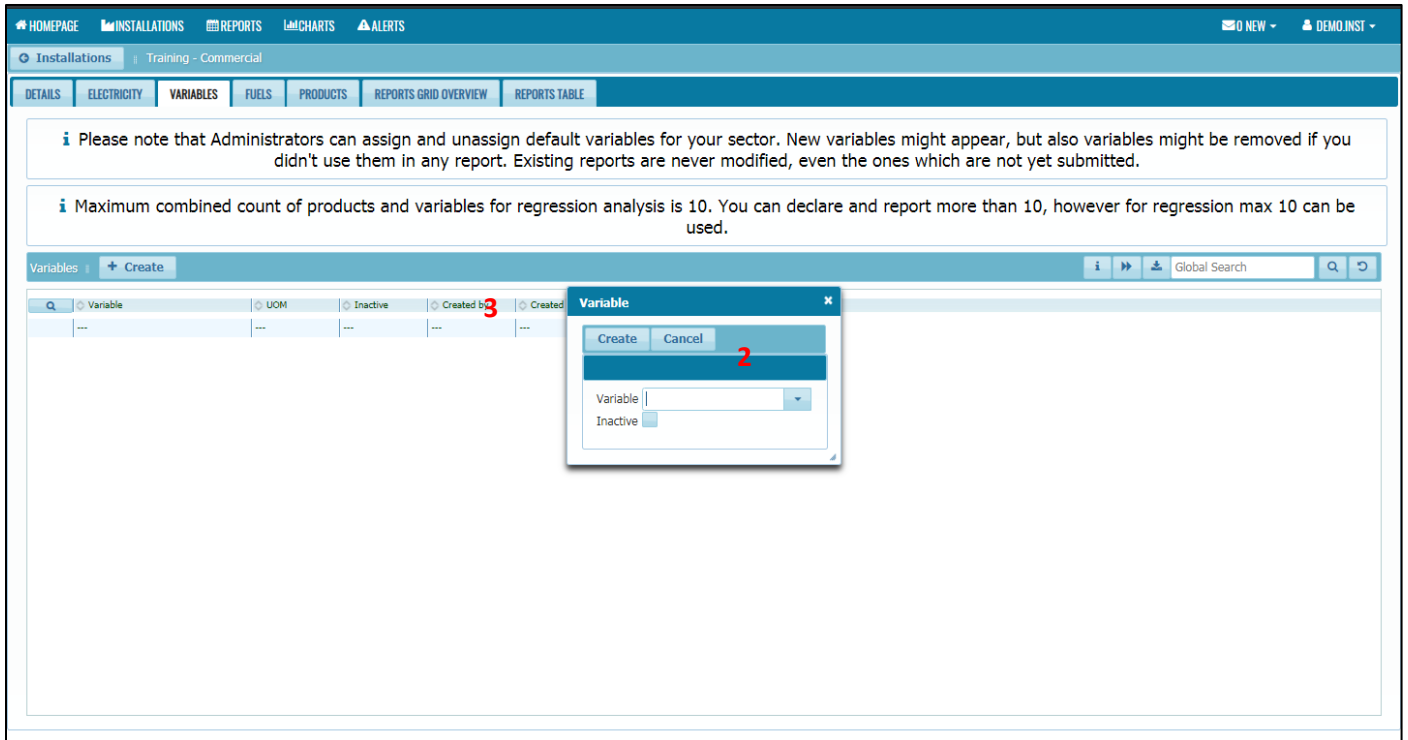 HOMEPAGE INSTALLATIONS REPORTS CHARTS ALERTS 0 NEW DEMO.INST
Installations || Training - Commercial
DETAILS ELECTRICITY VARIABLES FUELS PRODUCTS REPORTS GRID OVERVIEW REPORTS TABLE
i Please note that Administrators can assign and unassign default variables for your sector. New variables might appear, but also variables might be removed if you
didn't use them in any report. Existing reports are never modified, even the ones which are not yet submitted.
i Maximum combined count of products and variables for regression analysis is 10. You can declare and report more than 10, however for regression max 10 can be
used.
Variables || + Create i Global Search
Variable UOM Inactive Created by Created
3
--- --- --- --- ---
Variable x
Create Cancel
2
Variable
Inactive